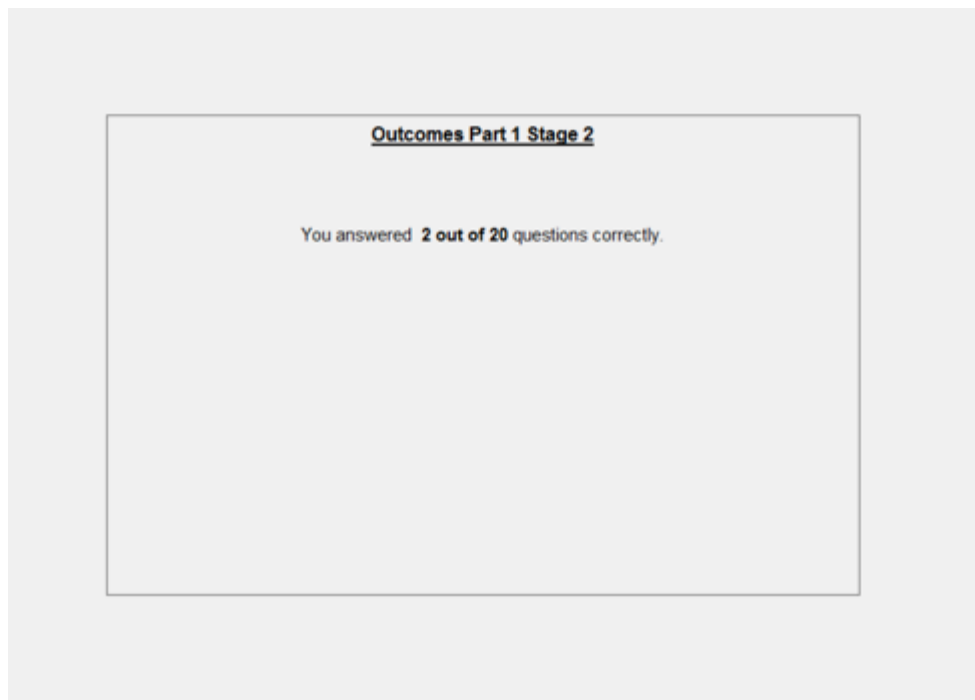 Outcomes Part 1 Stage 2
You answered 2 out of 20 questions correctly.